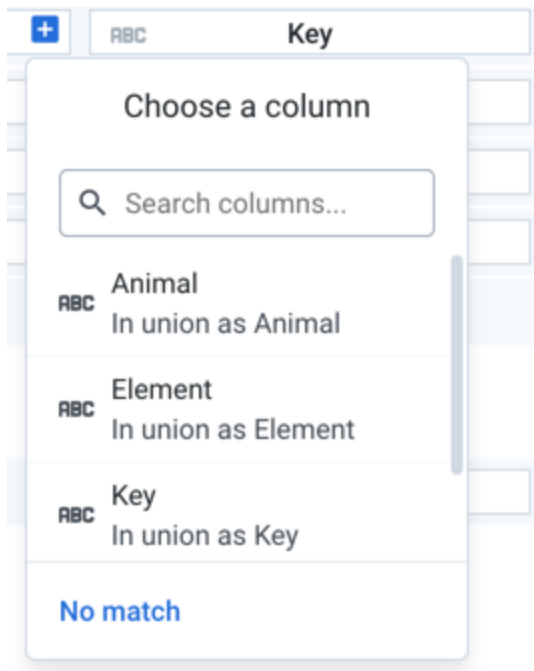 ABC Key
Choose a column
Search columns...
Animal
ABC
In union as Animal
Element
ABC
In union as Element
Key
ABC
In union as Key
No match